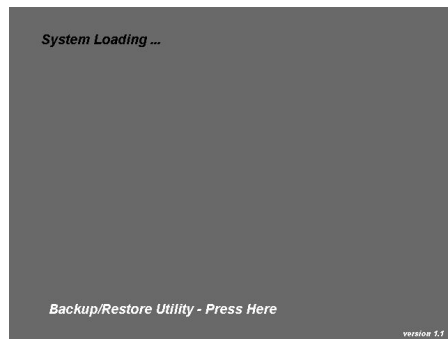 System Loading ...
Backup/Restore Utility - Press Here
version 1.1